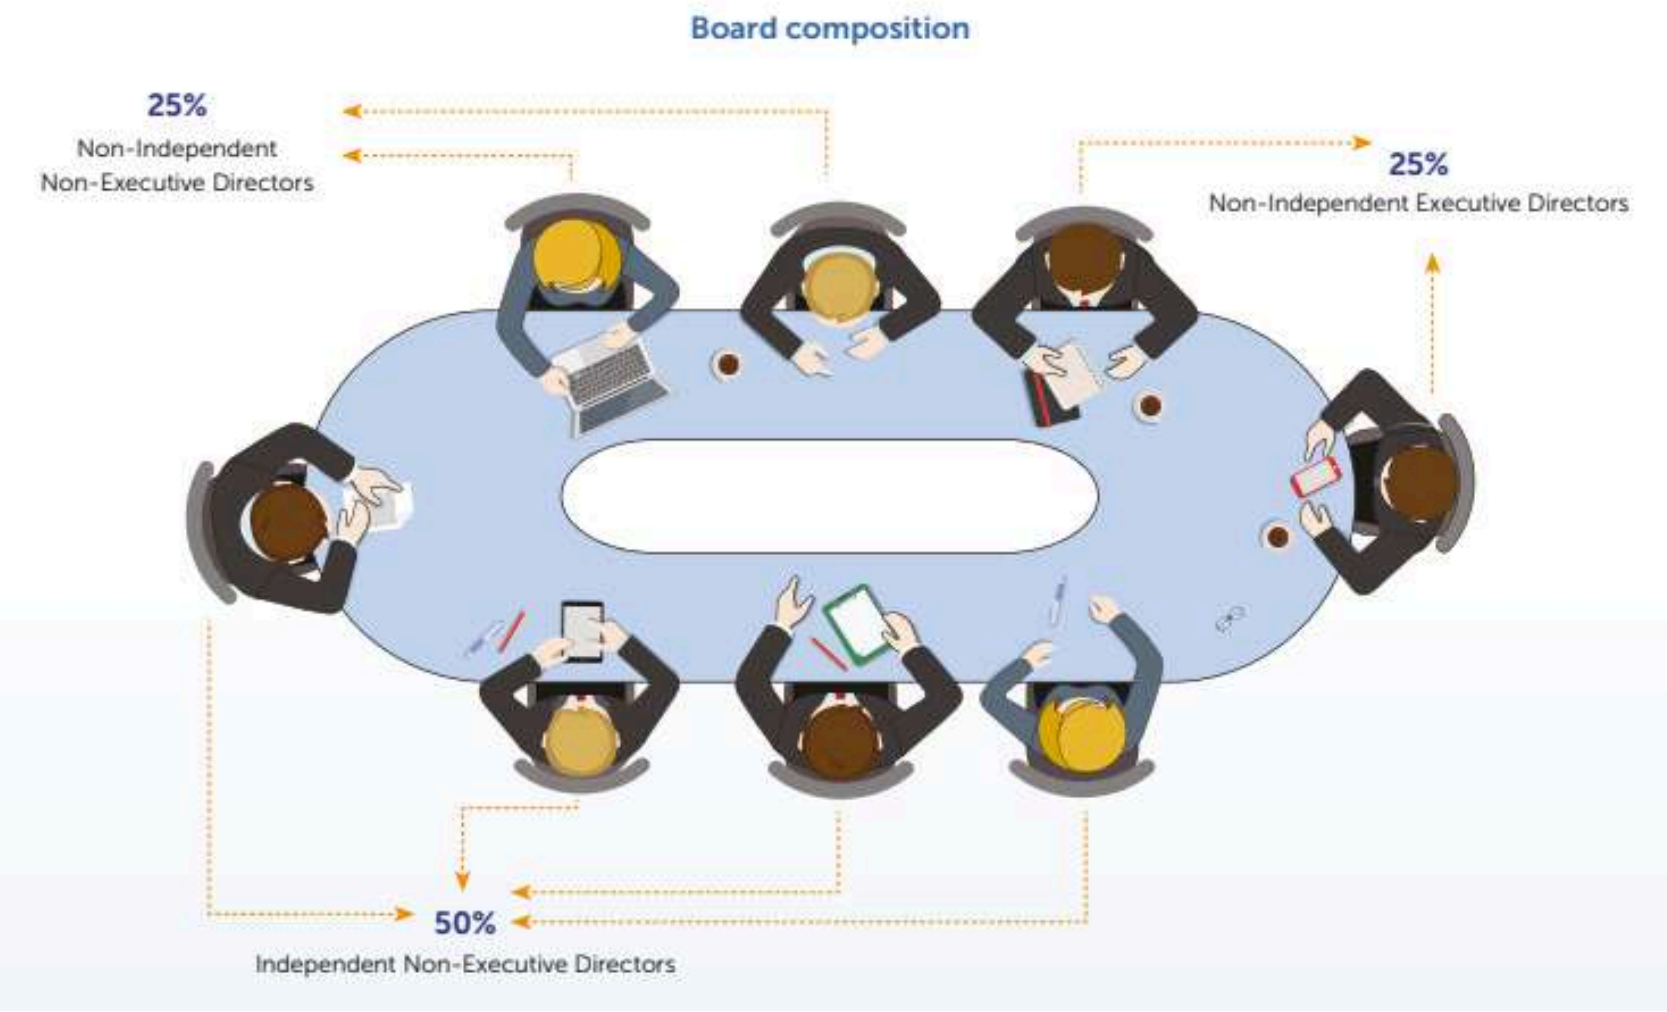 Board composition
25%
Non-Independent
Non-Executive Directors
25%
Non-Independent Executive Directors
50%
Independent Non-Executive Directors